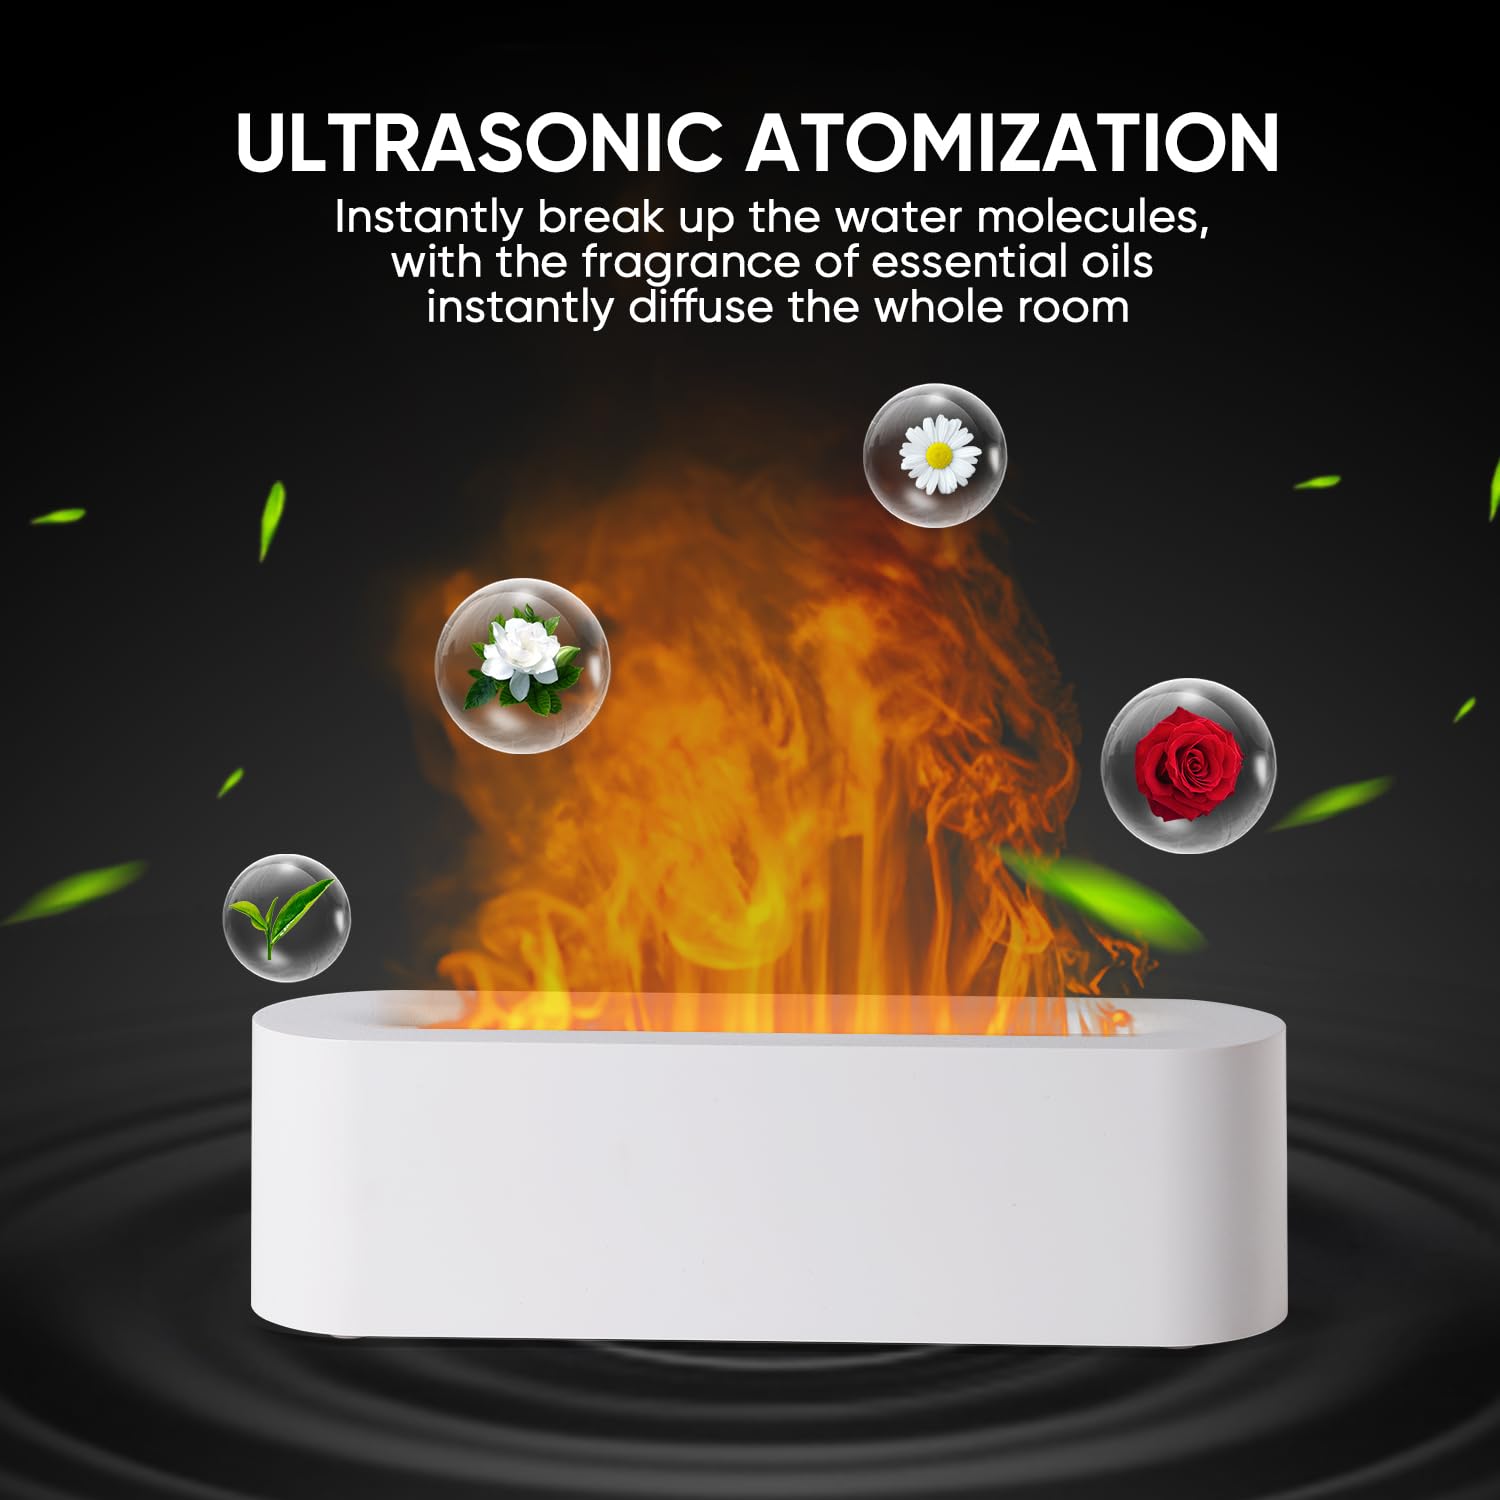 ULTRASONIC ATOMIZATION
Instantly break up the water molecules,
with the fragrance of essential oils
instantly diffuse the whole room